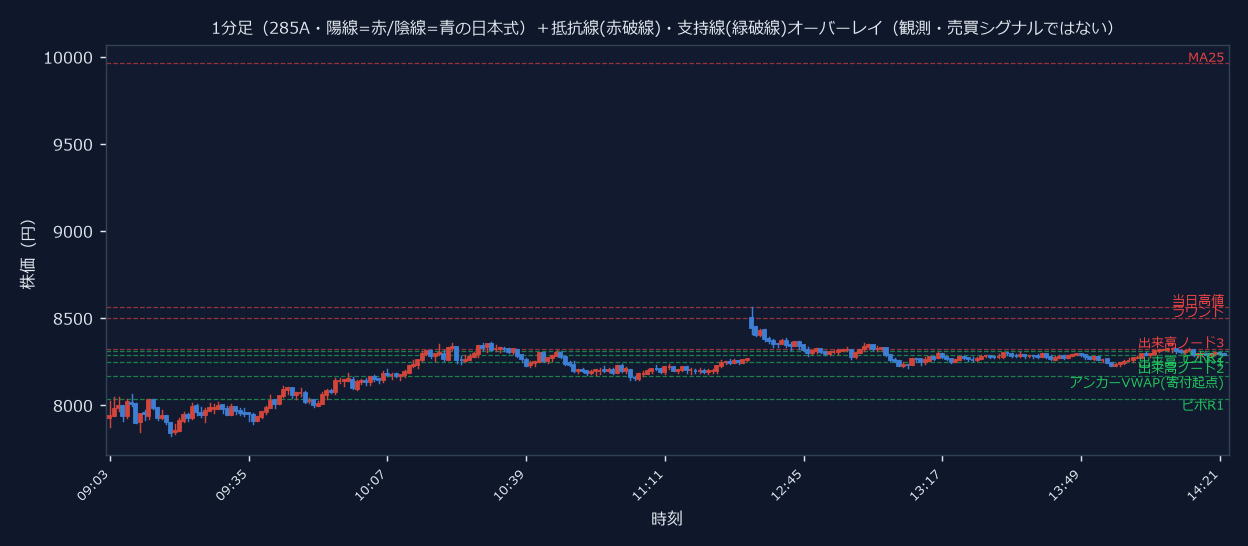 1分足（285A・陽線=赤/陰線=青の日本式）＋抵抗線(赤破線)・支持線(緑破線)オーバーレイ（観測・売買シグナルではない）
10000
9500
9000
8500
8000
株価（円）
MA25
当日高値
ラウンド
出来高ノード3
出来高ノード2
アンカーVWAP(寄付起点)
ピボR1
09:03
09:35
10:07
10:39
11:11
12:45
13:17
13:49
14:21
時刻